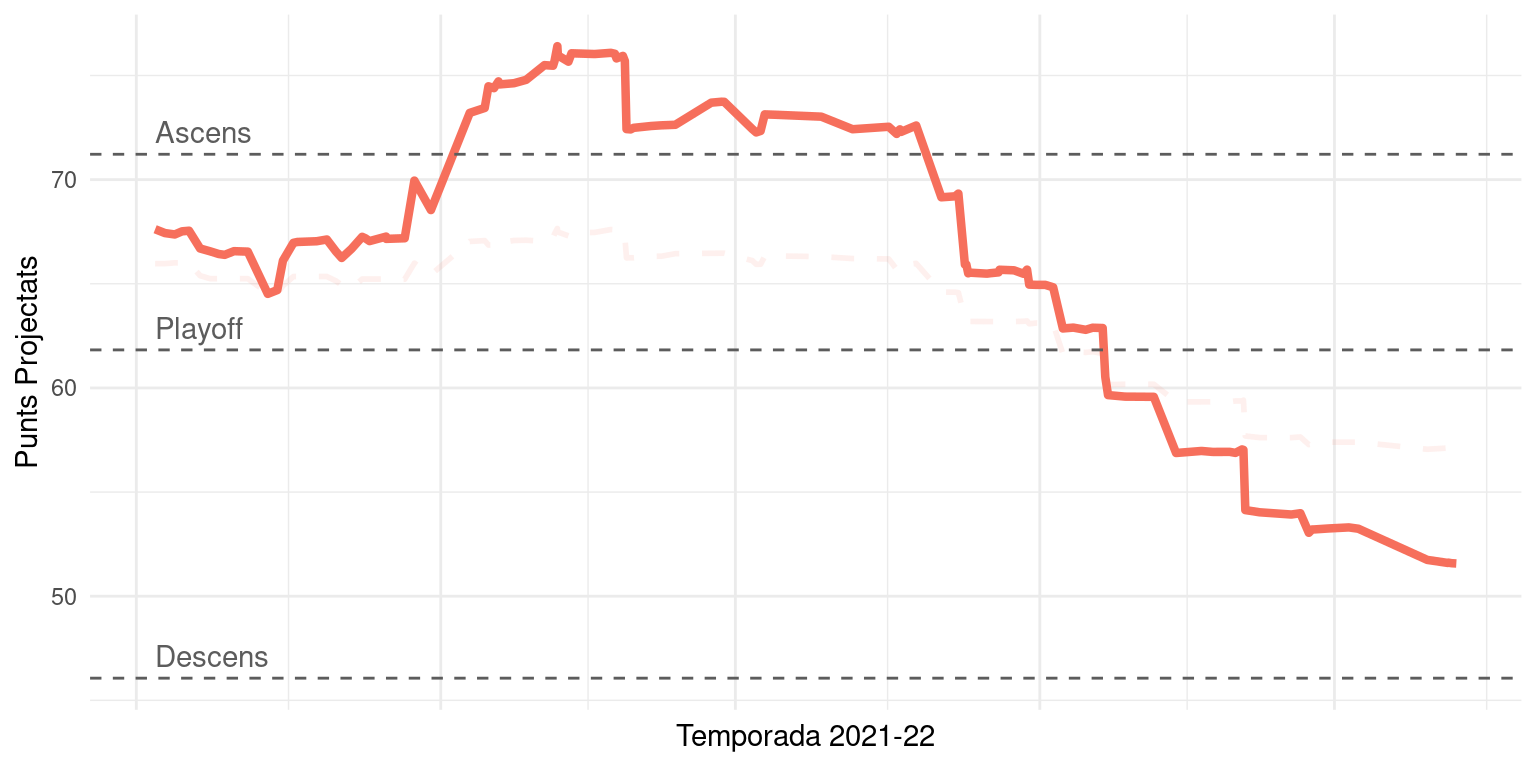 Ascens
70
Playoff
60
50
Descens
Punts Projectats
Temporada 2021-22